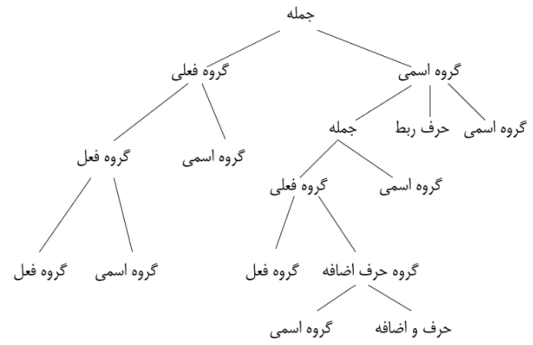 جمله
گروه اسمی گروه فعلی
گروه اسمی حرف ربط جمله گروه اسمی گروه فعل
گروه اسمی گروه فعلی
گروه حرف اضافه گروه فعل گروه اسمی گروه فعل
حرف و اضافه گروه اسمی